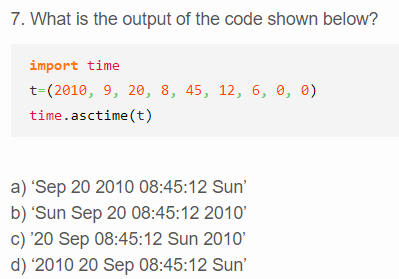 7. What is the output of the code shown below?
import time
t=(2010, 9, 20, 8, 45, 12, 6, 0, 0)
time.asctime(t)
a) ‘Sep 20 2010 08:45:12 Sun’
b) ‘Sun Sep 20 08:45:12 2010’
c) ’20 Sep 08:45:12 Sun 2010’
d) ‘2010 20 Sep 08:45:12 Sun’